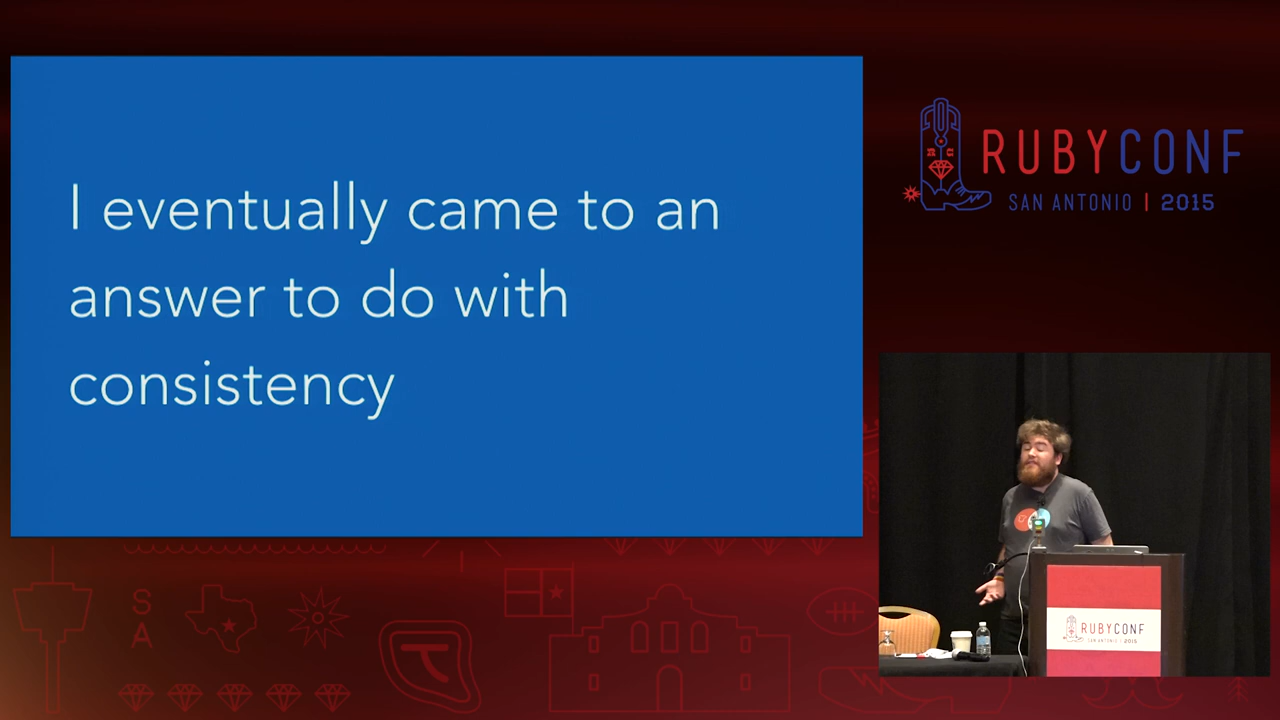 I eventually came to an
answer to do with
consistency
RUBYCONF
SAN ANTONIO | 2015
S
A
RUBYCONF
SAN ANTONIO | 2015